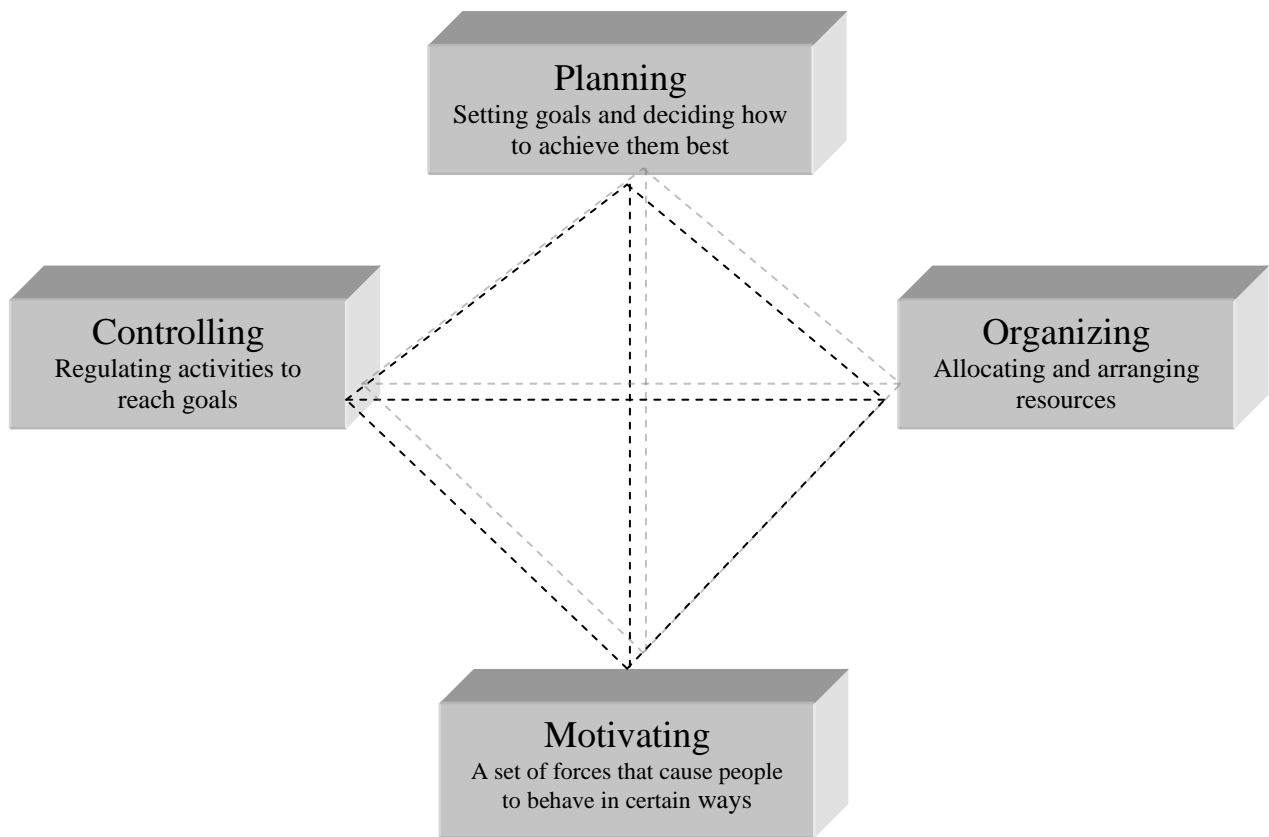 Planning
Setting goals and deciding how
to achieve them best
Controlling
Regulating activities to
reach goals
Organizing
Allocating and arranging
resources
Motivating
A set of forces that cause people
to behave in certain ways